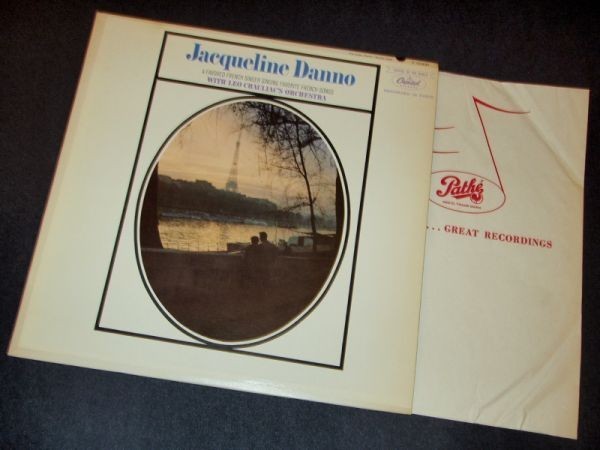 Jacqueline Danno
A FAVORED FRENCH SINGER SINGING FAVORITE FRENCH SONGS
WITH LEO CHAULIAC'S ORCHESTRA
Capitol
Pathé
... GREAT RECORDINGS